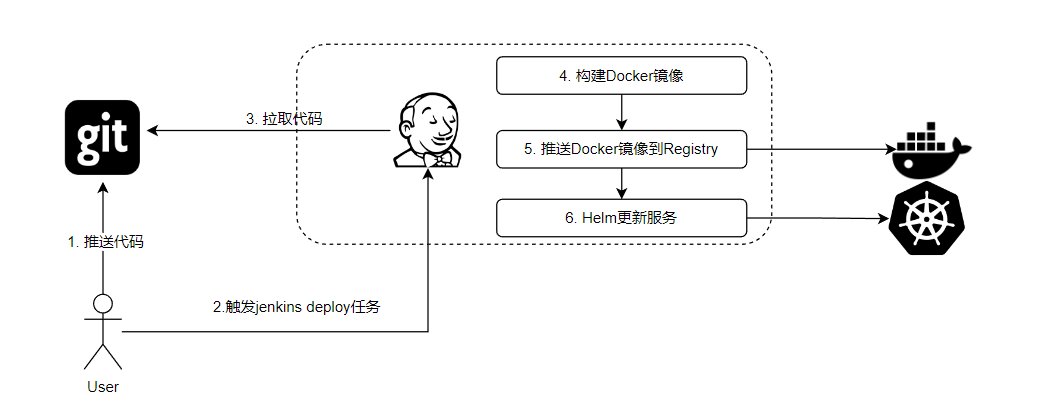 4. 构建Docker镜像
git
3. 拉取代码
5. 推送Docker镜像到Registry
6. Helm更新服务
1. 推送代码
2.触发jenkins deploy任务
User